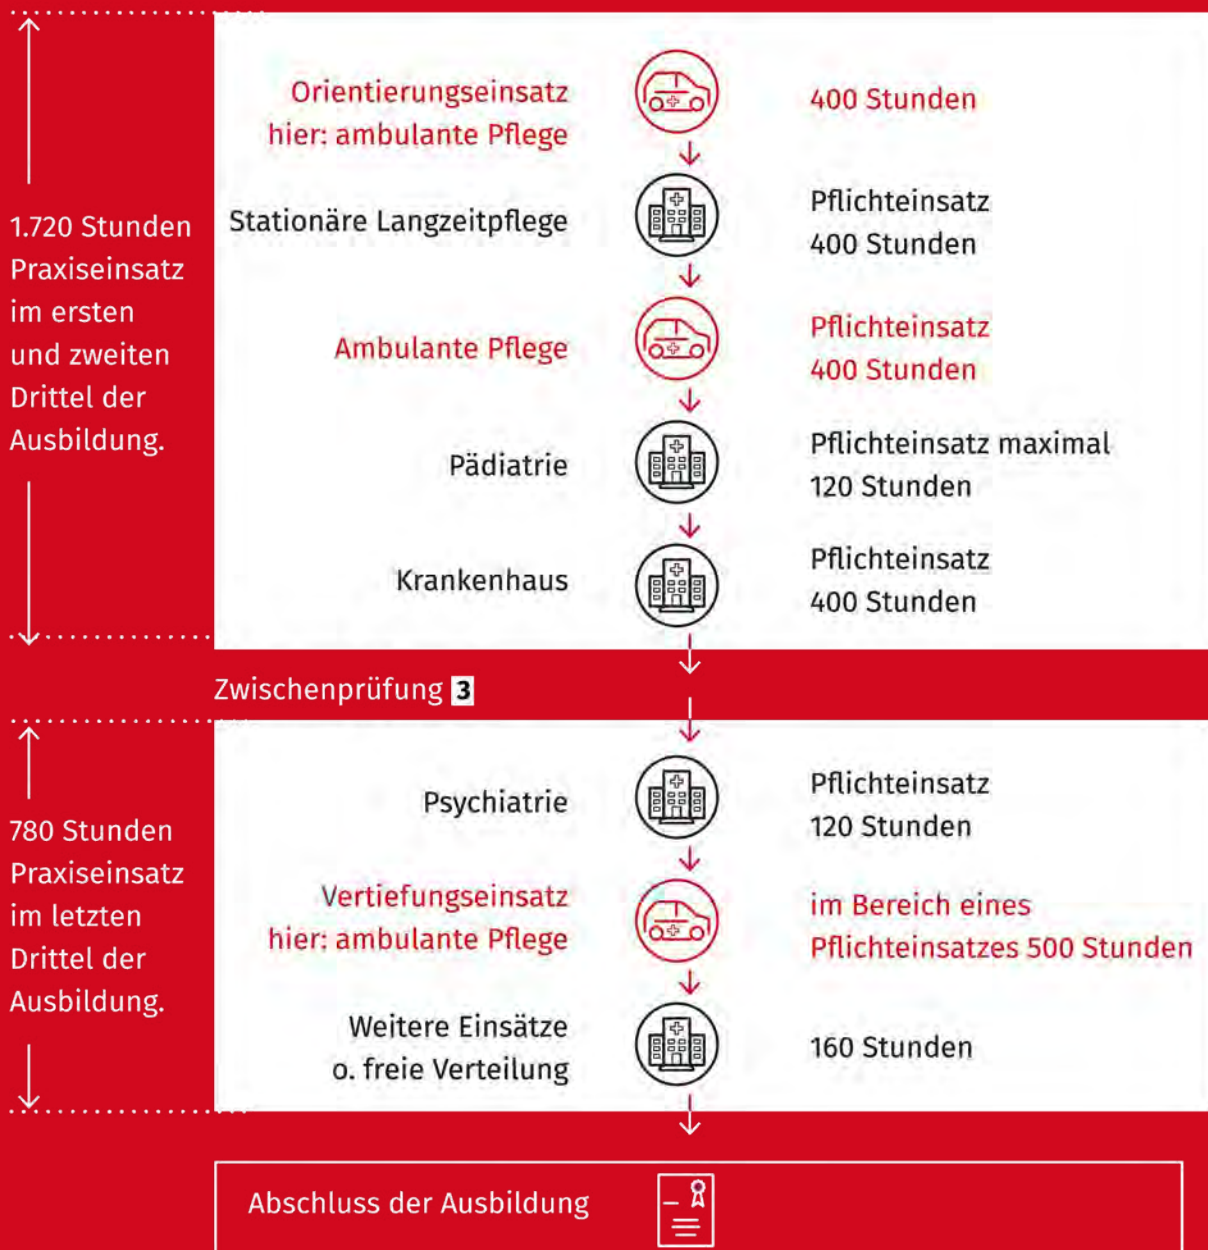 1.720 Stunden
Praxiseinsatz
im ersten
und zweiten
Drittel der
Ausbildung.
Orientierungseinsatz
hier: ambulante Pflege
400 Stunden
Stationäre Langzeitpflege
Pflichteinsatz
400 Stunden
Ambulante Pflege
Pflichteinsatz
400 Stunden
Pädiatrie
Pflichteinsatz maximal
120 Stunden
Krankenhaus
Pflichteinsatz
400 Stunden
Zwischenprüfung 3
780 Stunden
Praxiseinsatz
im letzten
Drittel der
Ausbildung.
Psychiatrie
Pflichteinsatz
120 Stunden
Vertiefungseinsatz
hier: ambulante Pflege
im Bereich eines
Pflichteinsatzes 500 Stunden
Weitere Einsätze
o. freie Verteilung
160 Stunden
Abschluss der Ausbildung